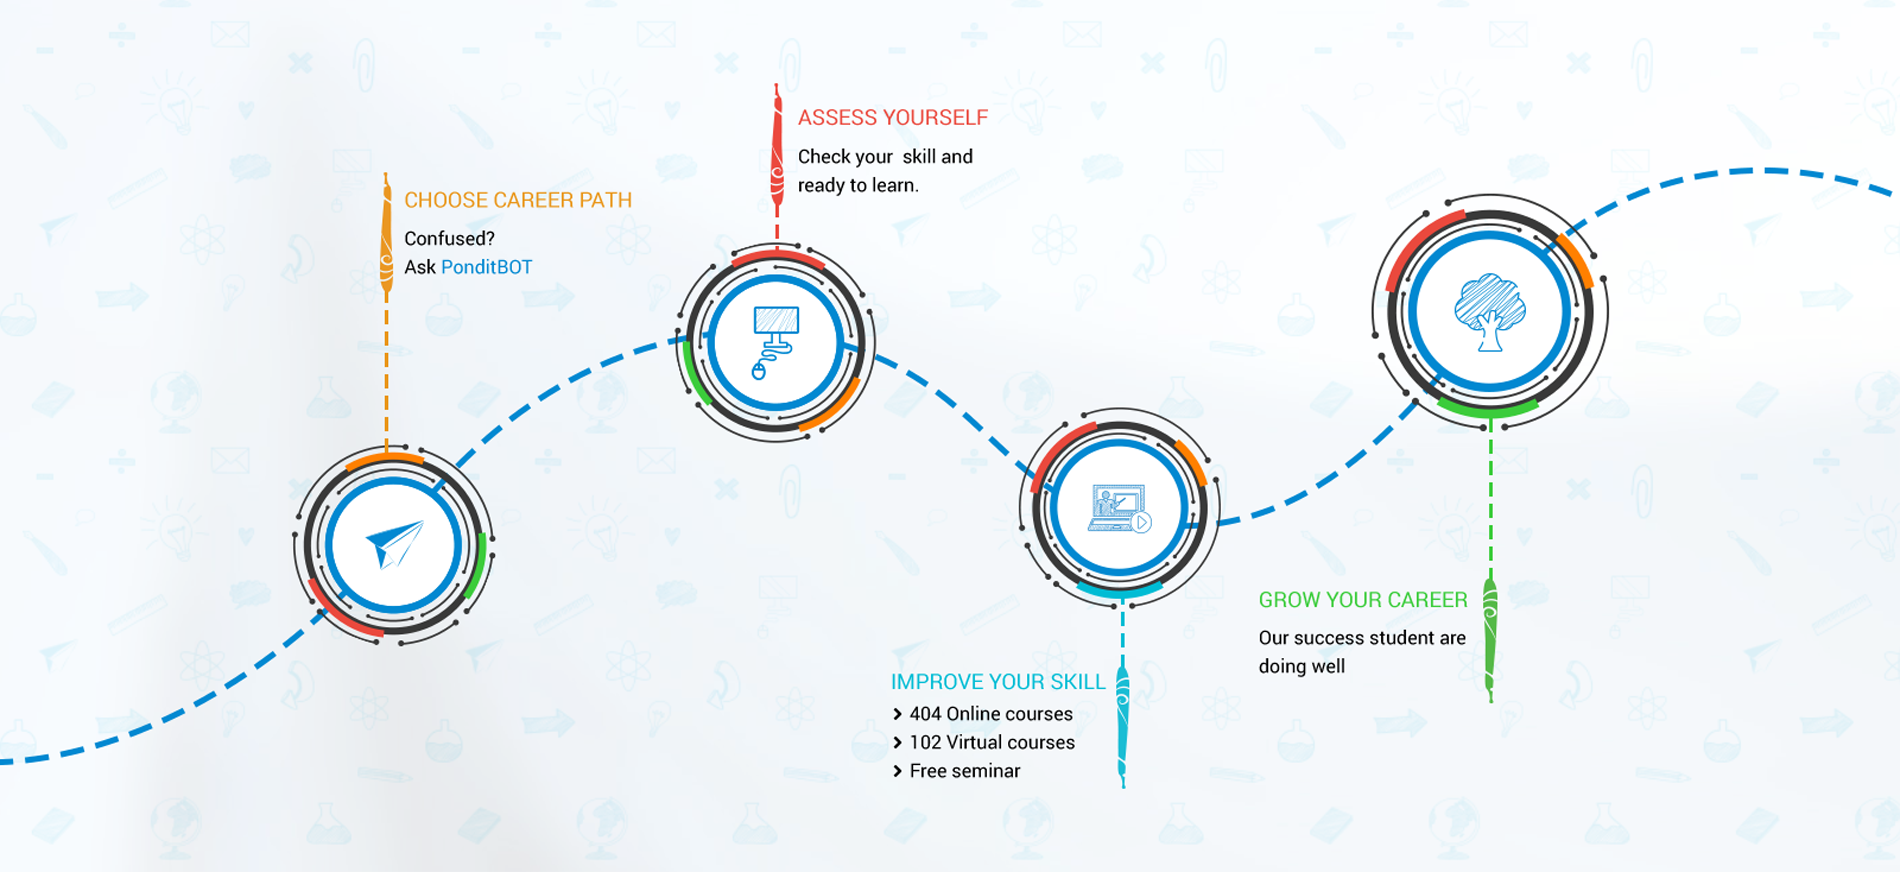 CHOOSE CAREER PATH
Confused?
Ask PonditBOT
ASSESS YOURSELF
Check your skill and
ready to learn.
IMPROVE YOUR SKILL
404 Online courses
102 Virtual courses
Free seminar
GROW YOUR CAREER
Our success student are
doing well